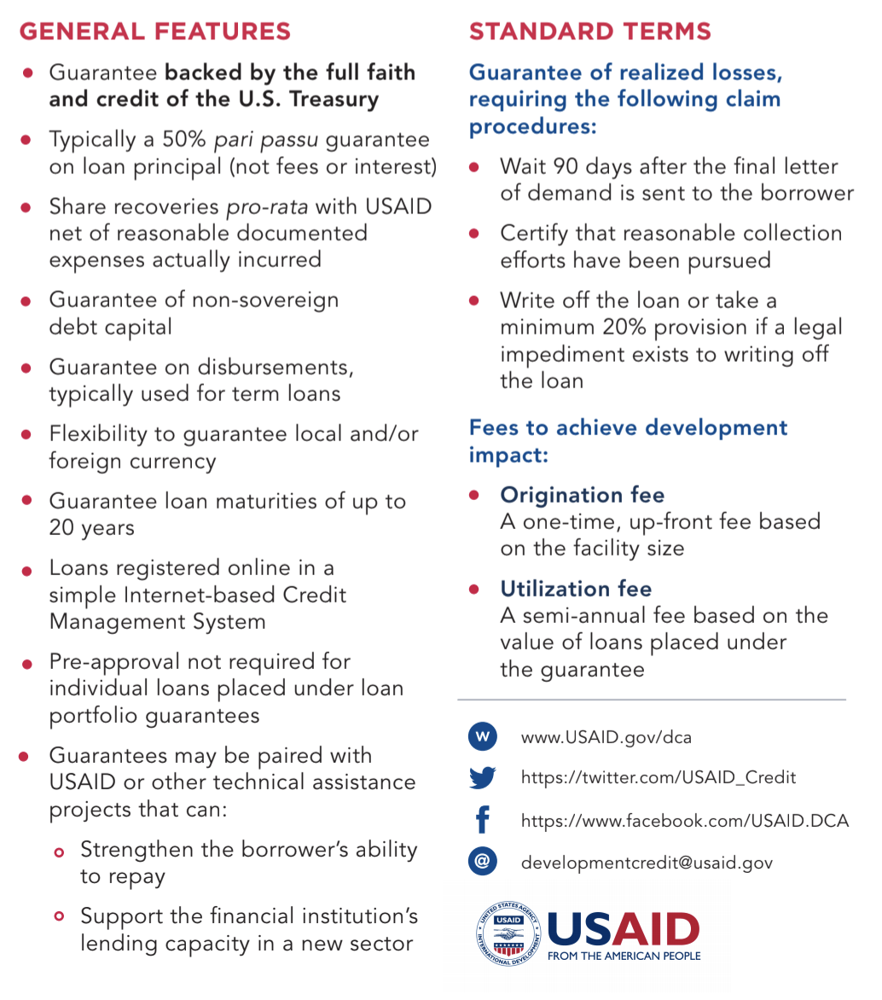 GENERAL FEATURES
Guarantee backed by the full faith
and credit of the U.S. Treasury
Typically a 50% pari passu guarantee
on loan principal (not fees or interest)
Share recoveries pro-rata with USAID
net of reasonable documented
expenses actually incurred
Guarantee of non-sovereign
debt capital
Guarantee on disbursements,
typically used for term loans
Flexibility to guarantee local and/or
foreign currency
Guarantee loan maturities of up to
20 years
Loans registered online in a
simple Internet-based Credit
Management System
Pre-approval not required for
individual loans placed under loan
portfolio guarantees
Guarantees may be paired with
USAID or other technical assistance
projects that can:
Strengthen the borrower’s ability
to repay
Support the financial institution’s
lending capacity in a new sector
STANDARD TERMS
Guarantee of realized losses,
requiring the following claim
procedures:
Wait 90 days after the final letter
of demand is sent to the borrower
Certify that reasonable collection
efforts have been pursued
Write off the loan or take a
minimum 20% provision if a legal
impediment exists to writing off
the loan
Fees to achieve development
impact:
Origination fee
A one-time, up-front fee based
on the facility size
Utilization fee
A semi-annual fee based on the
value of loans placed under
the guarantee
W www.USAID.gov/dca
https://twitter.com/USAID_Credit
f https://www.facebook.com/USAID.DCA
@ developmentcredit@usaid.gov
UNITED STATES AGENCY
USAID
INTERNATIONAL DEVELOPMENT
USAID
FROM THE AMERICAN PEOPLE